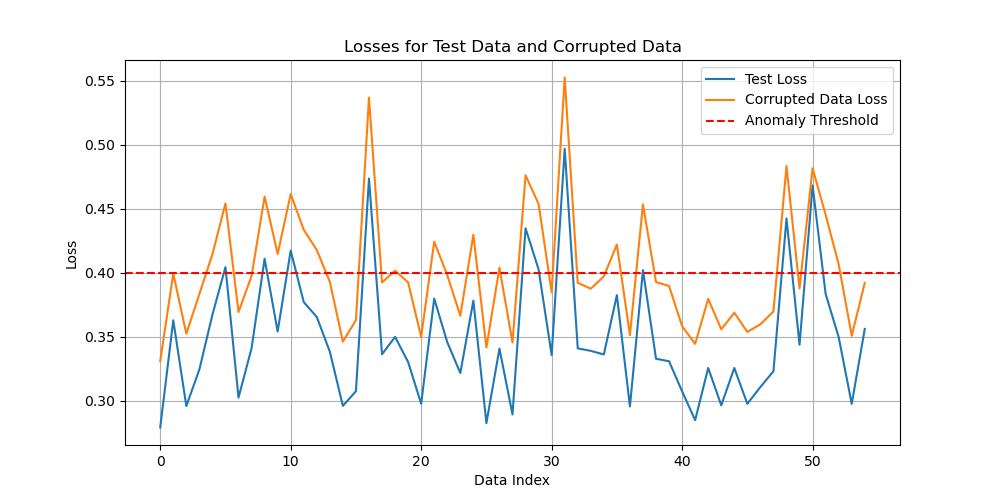 Losses for Test Data and Corrupted Data
Test Loss
Corrupted Data Loss
Anomaly Threshold
Loss
0.55
0.50
0.45
0.40
0.35
0.30
0
10
20
30
40
50
Data Index